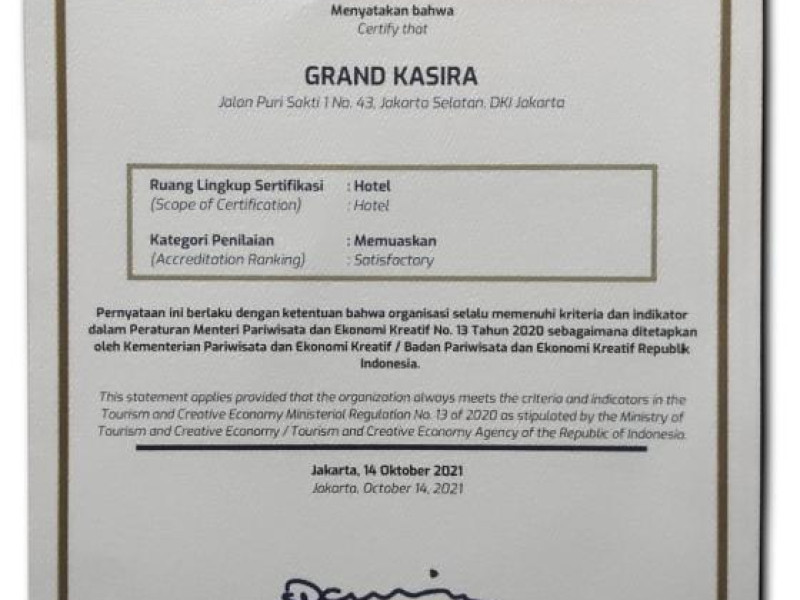 Menyatakan bahwa
Certify that
GRAND KASIRA
Jalan Puri Sakti 1 No. 43, Jakarta Selatan, DKI Jakarta
Ruang Lingkup Sertifikasi : Hotel
(Scope of Certification) : Hotel
Kategori Penilaian : Memuaskan
(Accreditation Ranking) : Satisfactory
Pernyataan ini berlaku dengan ketentuan bahwa organisasi selalu memenuhi kriteria dan indikator
dalam Peraturan Menteri Pariwisata dan Ekonomi Kreatif No. 13 Tahun 2020 sebagaimana ditetapkan
oleh Kementerian Pariwisata dan Ekonomi Kreatif / Badan Pariwisata dan Ekonomi Kreatif Republik
Indonesia.
This statement applies provided that the organization always meets the criteria and indicators in the
Tourism and Creative Economy Ministerial Regulation No. 13 of 2020 as stipulated by the Ministry of
Tourism and Creative Economy / Tourism and Creative Economy Agency of the Republic of Indonesia.
Jakarta, 14 Oktober 2021
Jakarta, October 14, 2021